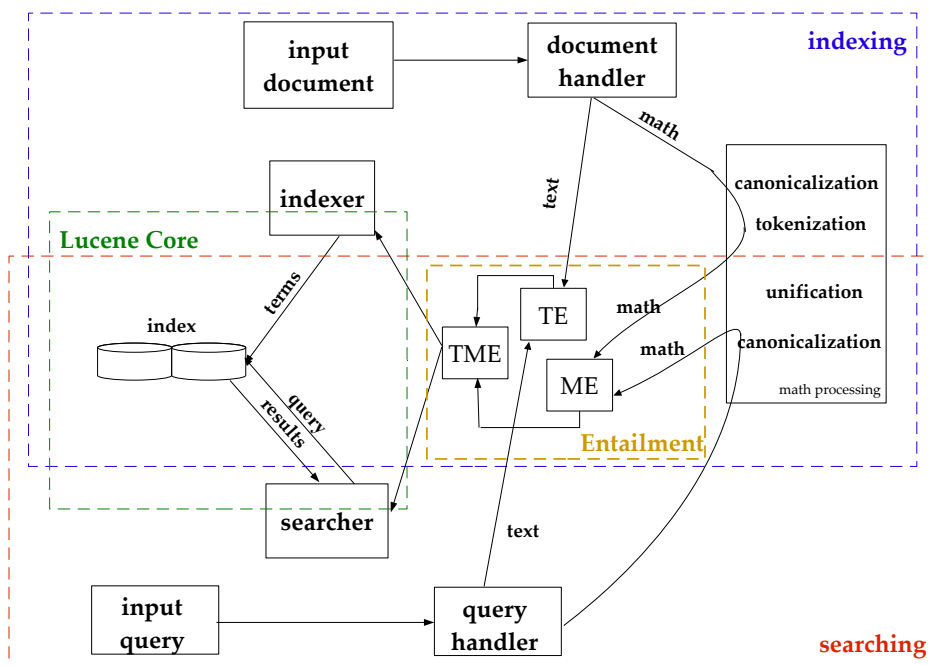 input
document
document
handler
indexing
math
text
canonicalization
tokenization
indexer
Lucene Core
terms
unification
math
TE
index
TME
math
canonicalization
ME
math processing
query
results
Entailment
searcher
text
input
query
query
handler
searching